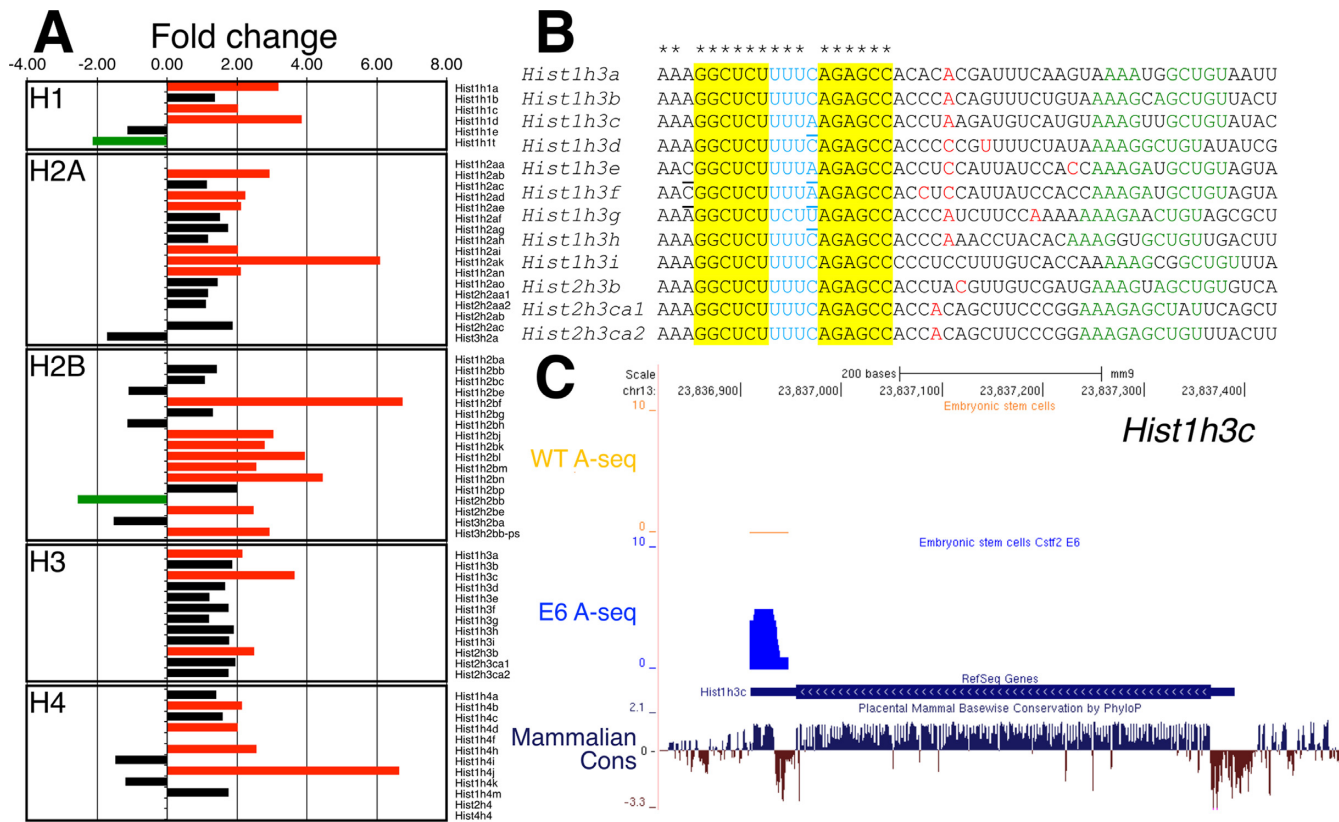 A
Fold change
-4.00 -2.00 0.00 2.00 4.00 6.00 8.00
H1
Hist1h1a
Hist1h1b
Hist1h1c
Hist1h1d
Hist1h1e
Hist1h1t
H2A
Hist1h2aa
Hist1h2ab
Hist1h2ac
Hist1h2ad
Hist1h2ae
Hist1h2af
Hist1h2ag
Hist1h2ah
Hist1h2ai
Hist1h2ak
Hist1h2an
Hist1h2ao
Hist2h2aa1
Hist2h2aa2
Hist2h2ab
Hist2h2ac
Hist3h2a
H2B
Hist1h2ba
Hist1h2bb
Hist1h2bc
Hist1h2be
Hist1h2bf
Hist1h2bg
Hist1h2bh
Hist1h2bj
Hist1h2bk
Hist1h2bl
Hist1h2bm
Hist1h2bn
Hist1h2bp
Hist2h2bb
Hist2h2be
Hist3h2ba
Hist3h2bb-ps
H3
Hist1h3a
Hist1h3b
Hist1h3c
Hist1h3d
Hist1h3e
Hist1h3f
Hist1h3g
Hist1h3h
Hist1h3i
Hist2h3b
Hist2h3ca1
Hist2h3ca2
H4
Hist1h4a
Hist1h4b
Hist1h4c
Hist1h4d
Hist1h4f
Hist1h4h
Hist1h4i
Hist1h4j
Hist1h4k
Hist1h4m
Hist2h4
Hist4h4
B
** ********* ******
Hist1h3a AAAGGCUCUUUUCAGAGCCACACACGAUUUCAAGUAAAAUGGCUGUAAUU
Hist1h3b AAAGGCUCUUUUCAGAGCCACCCACAGUUUCUGUAAAAGCAGCUGUUACU
Hist1h3c AAAGGCUCUUUUAAGAGCCACCUAAGAUGUCAUGUAAAGUUGCUGUAUAC
Hist1h3d AAAGGCUCUUUUCAGAGCCACCCCCGUUUUCUAUAAAAGGCUGUAUAUCG
Hist1h3e AACGGCUCUUUUAAGAGCCACCUCCAUUAUCCACCAAAGAUGCUGUAGUA
Hist1h3f AACGGCUCUUUUAAGAGCCACCUCCAUUAUCCACCAAAGAUGCUGUAGUA
Hist1h3g AAAGGCUCUUCUUAGAGCCACCCAUCUUCCAAAAAAAGAACUGUAGCGCU
Hist1h3h AAAGGCUCUUUUCAGAGCCACCCAAACCUACACAAAAGGUGCUGUUGACUU
Hist1h3i AAAGGCUCUUUUCAGAGCCCCCUCCUUUGUCACCAAAAAGCGGCUGUUUA
Hist2h3b AAAGGCUCUUUUCAGAGCCACCUACGUUGUCGAUGAAAGUAGCUGUGUCA
Hist2h3ca1 AAAGGCUCUUUUCAGAGCCACCACAGCUUCCCGGAAAGAGCUAUUCAGCU
Hist2h3ca2 AAAGGCUCUUUUCAGAGCCACCACAGCUUCCCGGAAAGAGCUGUUUACUU
C
Scale 200 bases mm9
chr13: 23,836,900 23,837,000 23,837,100 23,837,200 23,837,300 23,837,400
10
Embryonic stem cells
Hist1h3c
WT A-seq
0
10
Embryonic stem cells Cstf2 E6
E6 A-seq
0
RefSeq Genes
Hist1h3c
Placental Mammal Basewise Conservation by PhyloP
2.1
Mammalian
Cons
0
-3.3